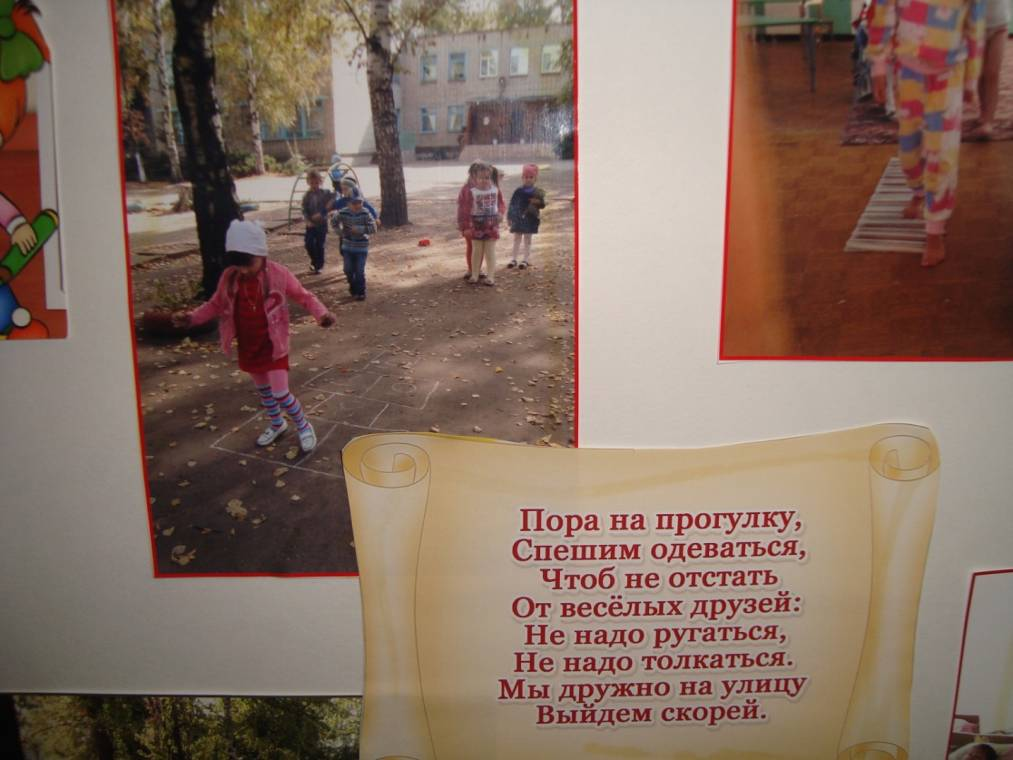 Пора на прогулку,
Спешим одеваться,
Чтоб не отстать
От весёлых друзей:
Не надо ругаться,
Не надо толкаться.
Мы дружно на улицу
Выйдем скорей.